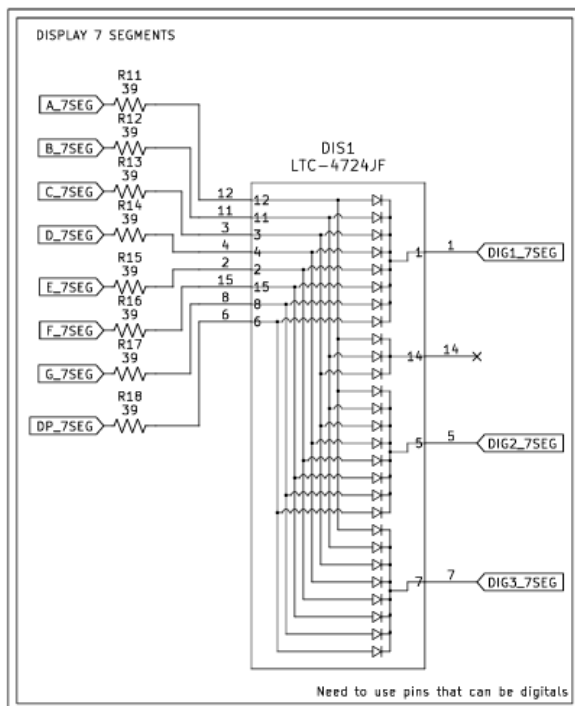 DISPLAY 7 SEGMENTS
R11
39
A_7SEG
R12
39
B_7SEG
R13
39
C_7SEG
R14
39
D_7SEG
R15
39
E_7SEG
R16
39
F_7SEG
R17
39
G_7SEG
R18
39
DP_7SEG
DIS1
LTC-4724JF
12 12
11 11
3 3
4 4
2 2
15 15
8 8
6 6
1 1 DIG1_7SEG
14 14
5 5 DIG2_7SEG
7 7 DIG3_7SEG
Need to use pins that can be digitals